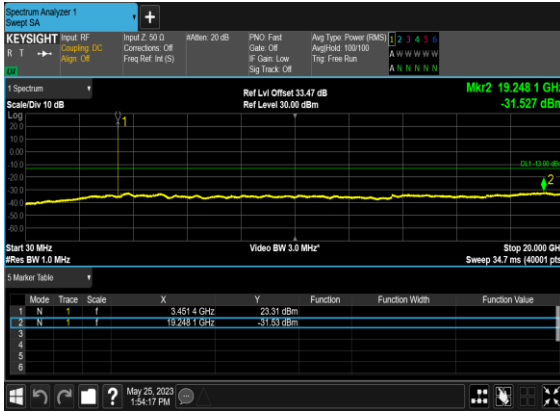 Spectrum Analyzer 1
Swept SA
+
KEYSIGHT Input: RF Input Z: 50 Ω #Atten: 20 dB PNO: Fast Avg Type: Power (RMS) 1 2 3 4 5 6
R T Coupling: DC Corrections: Off Gate: Off Avg|Hold: 100/100 A W W W W W
Align: Off Freq Ref: Int (S) IF Gain: Low Trig: Free Run
LV Sig Track: Off A N N N N N
1 Spectrum Ref Lvl Offset 33.47 dB Mkr2 19.248 1 GHz
Scale/Div 10 dB Ref Level 30.00 dBm -31.527 dBm
Log
20.0
10.0
0.00
-10.0
-20.0
-30.0
-40.0
-50.0
-60.0
1
DL1 -13.00 dBm
2
Start 30 MHz Video BW 3.0 MHz* Stop 20.000 GHz
#Res BW 1.0 MHz Sweep 34.7 ms (40001 pts)
5 Marker Table
Mode Trace Scale X Y Function Function Width Function Value
1 N 1 f 3.451 4 GHz 23.31 dBm
2 N 1 f 19.248 1 GHz -31.53 dBm
3
4
5
6
? May 25, 2023
1:54:17 PM